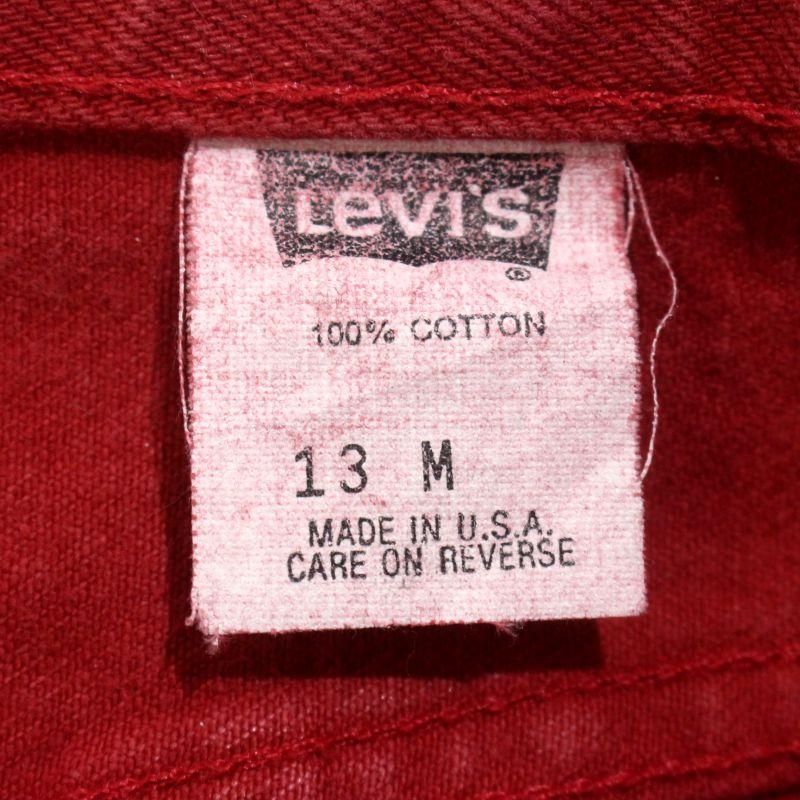 Levi's
®
100% COTTON
13 M
MADE IN U.S.A.
CARE ON REVERSE